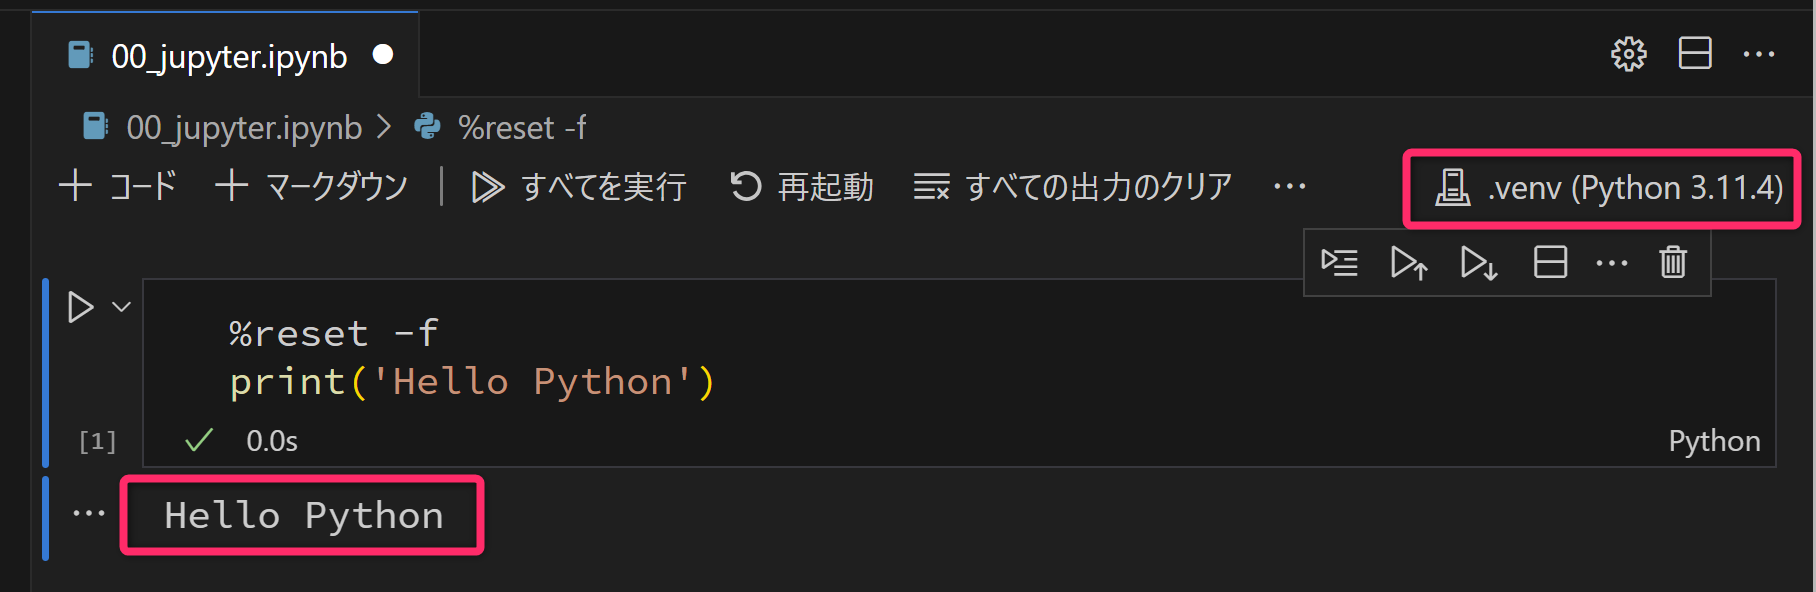 00_jupyter.ipynb
00_jupyter.ipynb > %reset -f
+ コード + マークダウン すべてを実行 再起動 すべての出力のクリア ... .venv (Python 3.11.4)
%reset -f
print('Hello Python')
[1] 0.0s Python
Hello Python